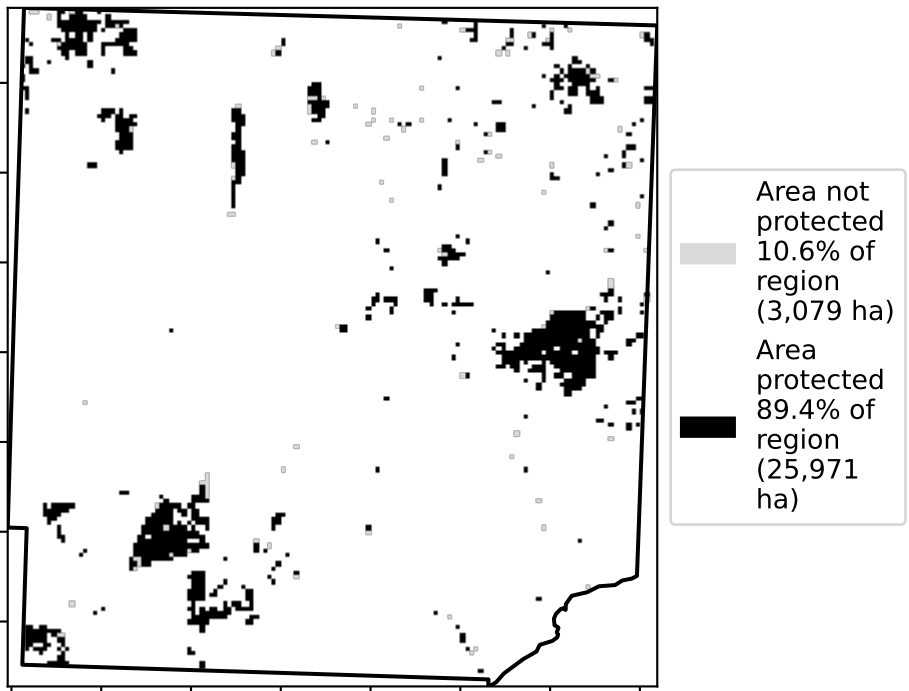 Area not
protected
10.6% of
region
(3,079 ha)
Area
protected
89.4% of
region
(25,971
ha)